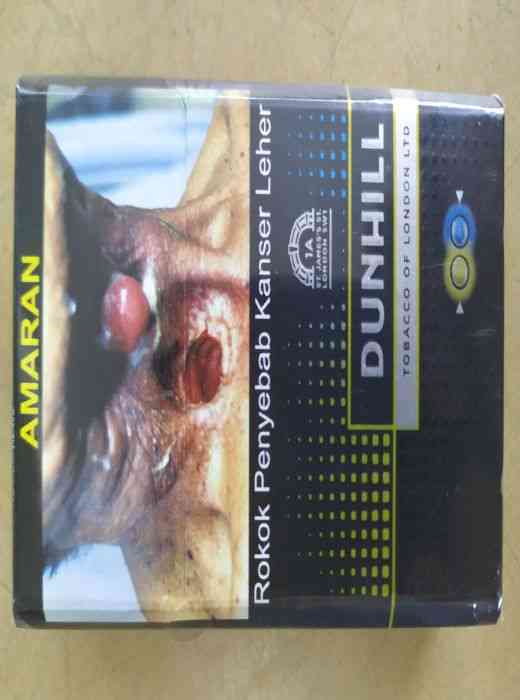 AMARAN
Rokok Penyebab Kanser Leher
1A
ST JAMES'S ST.
LONDON SW1
DUNHILL
TOBACCO OF LONDON LTD